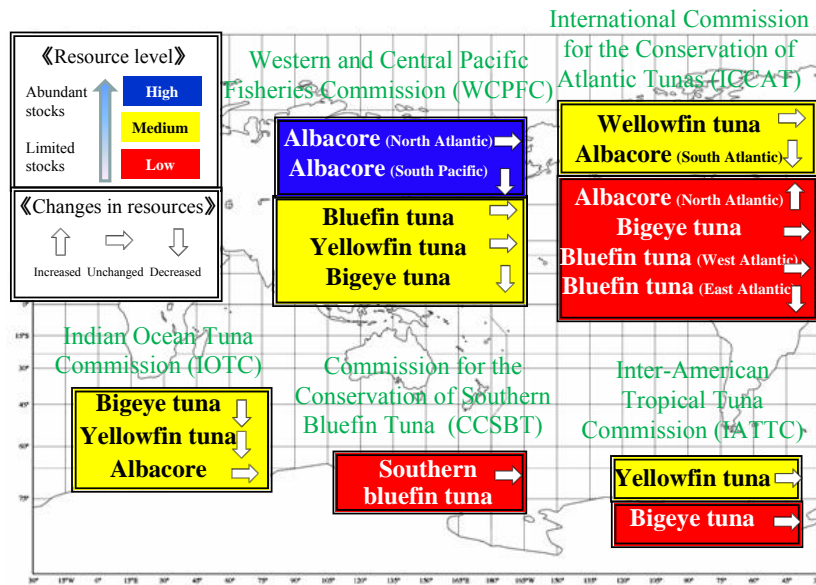 《Resource level》
Abundant
stocks
High
Medium
Limited
stocks
Low
《Changes in resources》
Increased Unchanged Decreased
Western and Central Pacific
Fisheries Commission (WCPFC)
Albacore (North Atlantic)
Albacore (South Pacific)
Bluefin tuna
Yellowfin tuna
Bigeye tuna
International Commission
for the Conservation of
Atlantic Tunas (ICCAT)
Wellowfin tuna
Albacore (South Atlantic)
Albacore (North Atlantic)
Bigeye tuna
Bluefin tuna (West Atlantic)
Bluefin tuna (East Atlantic)
Indian Ocean Tuna
Commission (IOTC)
Bigeye tuna
Yellowfin tuna
Albacore
Commission for the
Conservation of Southern
Bluefin Tuna (CCSBT)
Southern
bluefin tuna
Inter-American
Tropical Tuna
Commission (IATTC)
Yellowfin tuna
Bigeye tuna